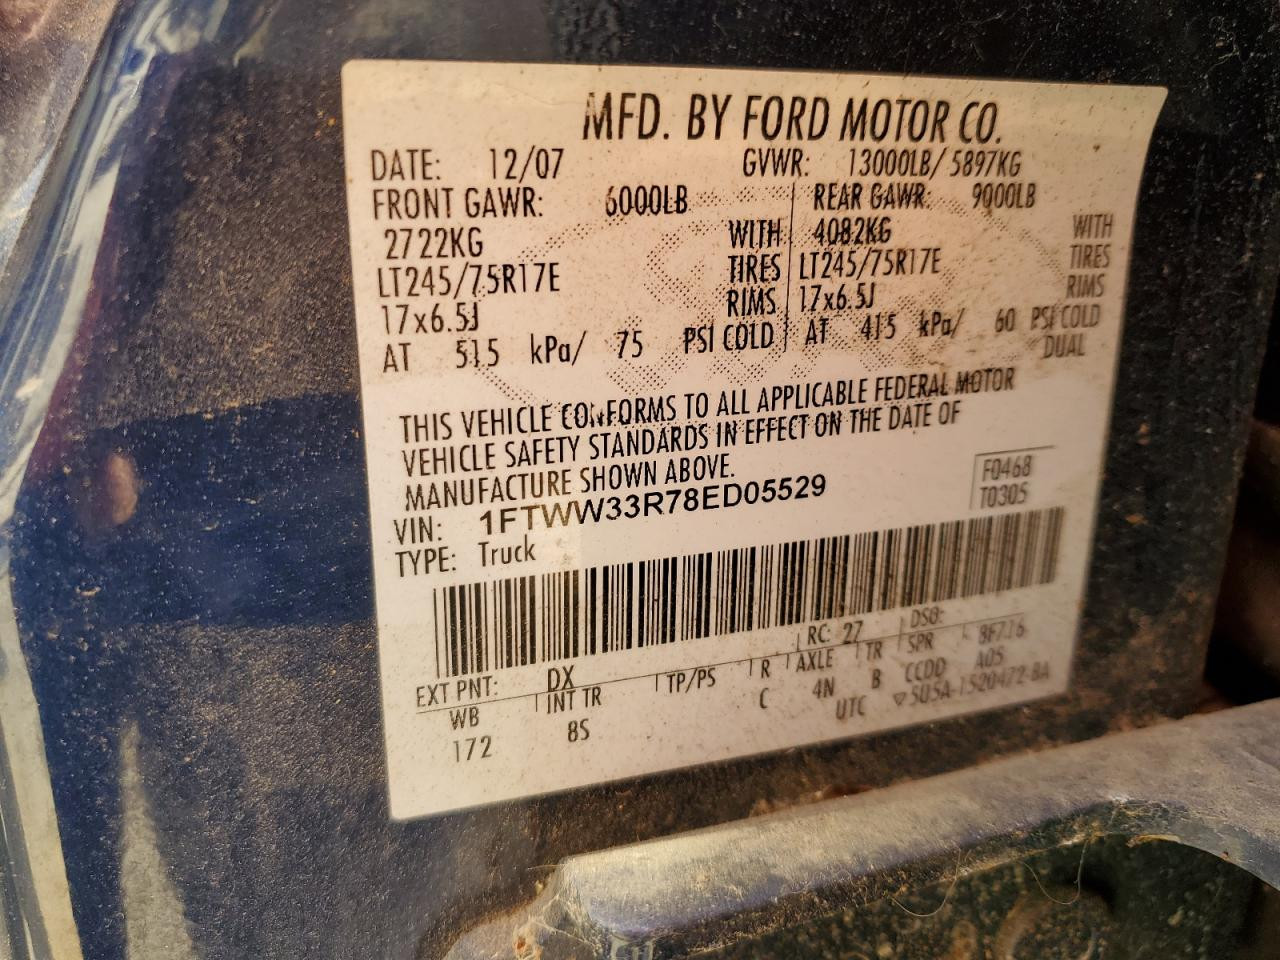 MFD. BY FORD MOTOR CO.
DATE: 12/07 GVWR: 13000LB/ 5897KG
FRONT GAWR: 6000LB REAR GAWR: 9000LB
2722KG WITH 4082KG WITH
LT245/75R17E TIRES LT245/75R17E TIRES
17x6.5J RIMS 17x6.5J RIMS
AT 515 kPa/ 75 PSI COLD AT 415 kPa/ 60 PSI COLD
DUAL
THIS VEHICLE CONFORMS TO ALL APPLICABLE FEDERAL MOTOR
VEHICLE SAFETY STANDARDS IN EFFECT ON THE DATE OF
MANUFACTURE SHOWN ABOVE.
F0468
VIN: 1FTWW33R78ED05529 T0305
TYPE: Truck
EXT PNT: DX RC: 27 DSO:
WB INT TR TP/PS R AXLE TR SPR
172 8S C 4N B CCDD A05
UTC